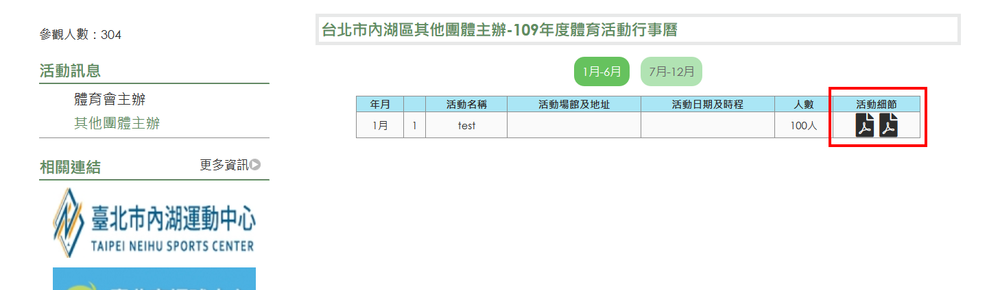 參觀人數：304
活動訊息
體育會主辦
其他團體主辦
相關連結 更多資訊
臺北市內湖運動中心
TAIPEI NEIHU SPORTS CENTER
台北市內湖區其他團體主辦-109年度體育活動行事曆
1月-6月 7月-12月
年月 活動名稱 活動場館及地址 活動日期及時程 人數 活動細節
1月 1 test 100人